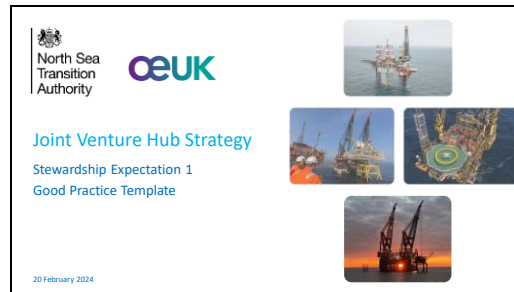 North Sea
Transition
Authority
OEUK
Joint Venture Hub Strategy
Stewardship Expectation 1
Good Practice Template
20 February 2024